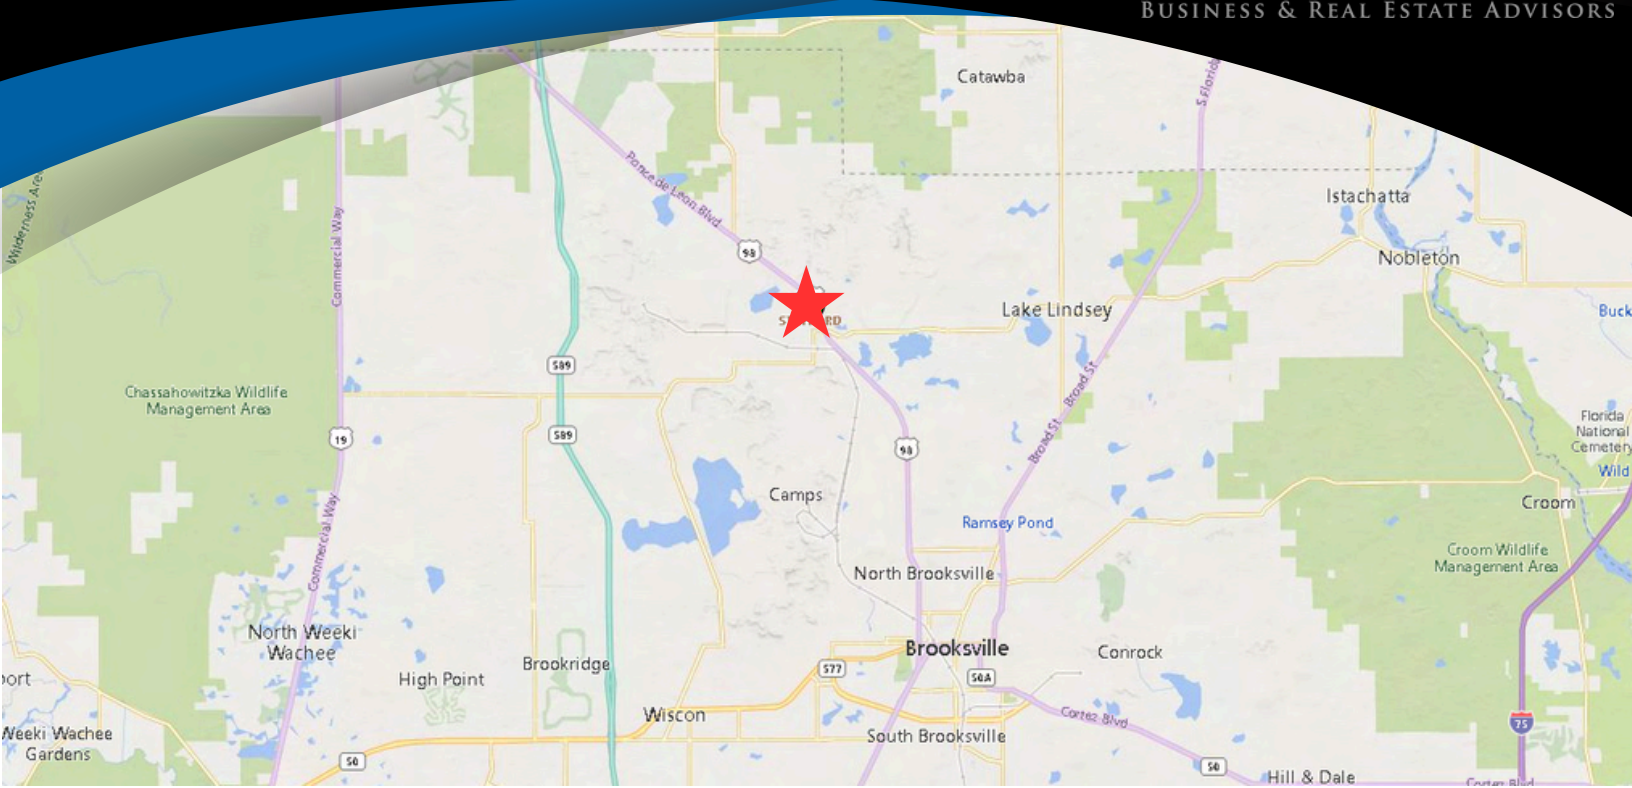 BUSINESS & REAL ESTATE ADVISORS
Catawba
S Florid
Ponce de Leon Blvd
Wilderness Are
Istachatta
Commercial Way
98
Nobleton
Lake Lindsey
Buck
589
Broad St
Chassahowitzka Wildlife
Management Area
Florida
National
Cemetery
19
589
98
Broad St
Wild
Camps
Croom
Ramsey Pond
Commercial Way
Croom Wildlife
Management Area
North Brooksville
North Weeki
Wachee
Brooksville
Conrock
Brookridge
577
High Point
50A
port
Wiscon
Cortez Blvd
75
Weeki Wachee
Gardens
South Brooksville
50
50
Hill & Dale
Cortez Blvd